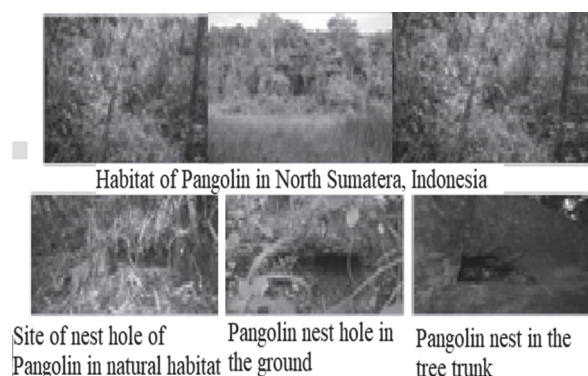 Habitat of Pangolin in North Sumatera, Indonesia
Site of nest hole of
Pangolin in natural habitat
Pangolin nest hole in
the ground
Pangolin nest in the
tree trunk